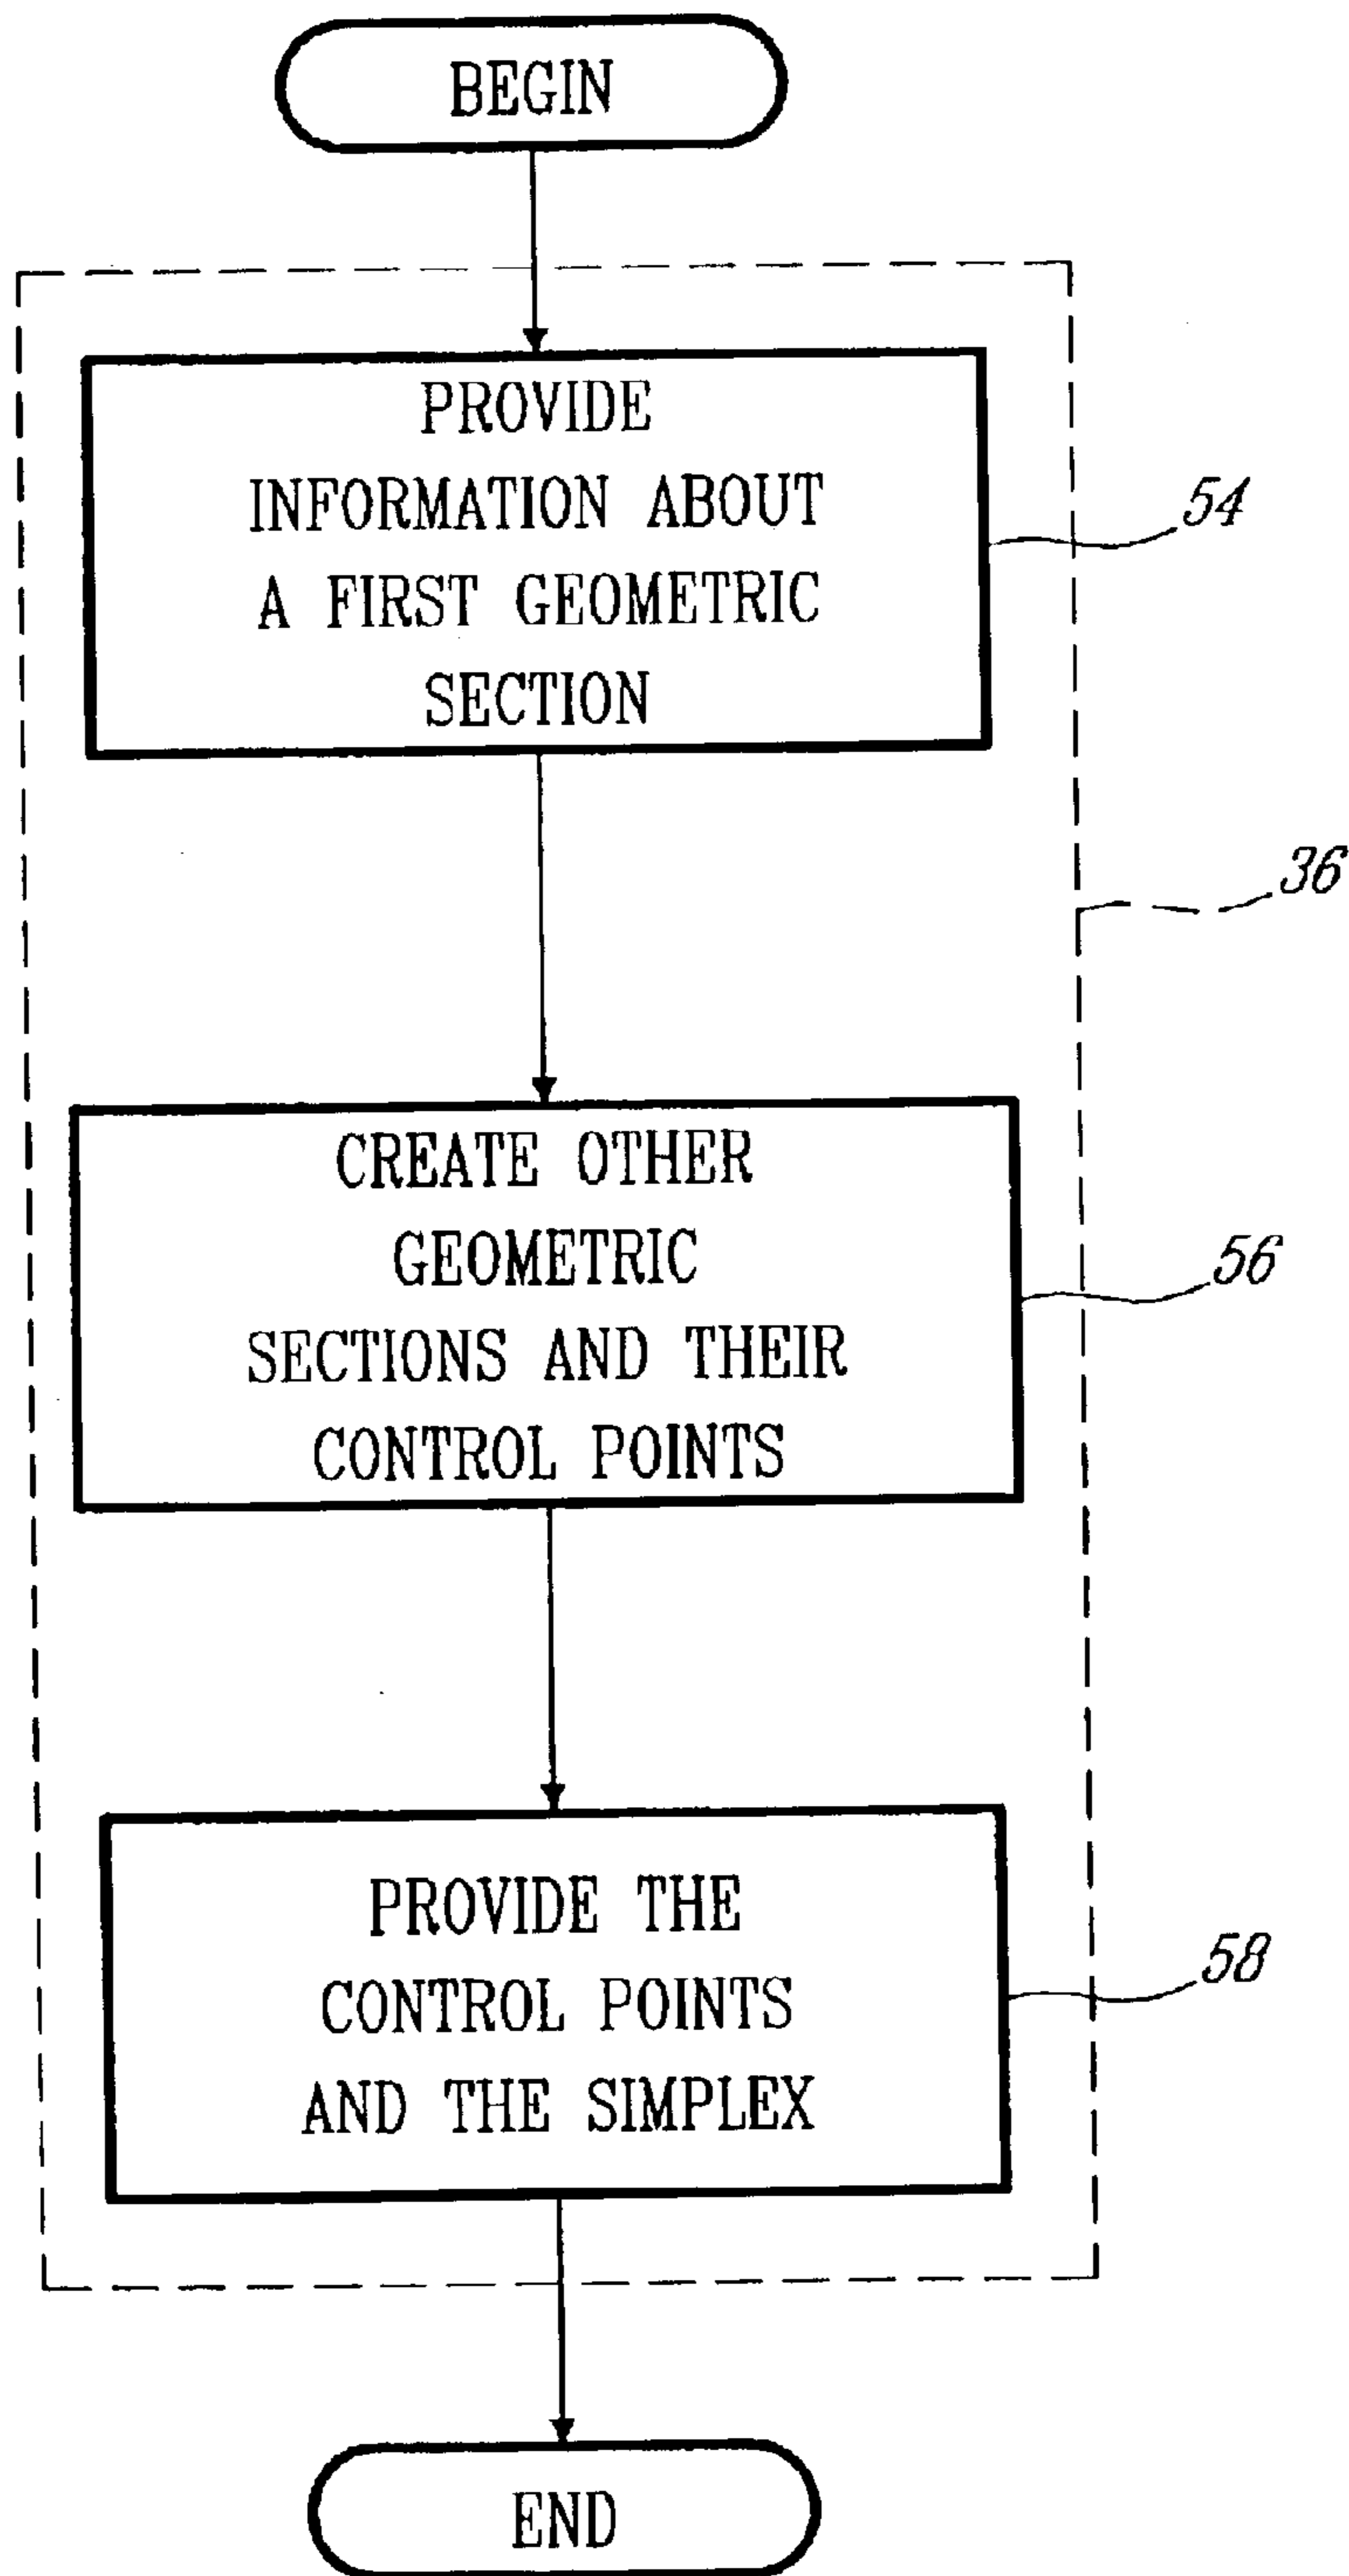 BEGIN
PROVIDE
INFORMATION ABOUT
A FIRST GEOMETRIC
SECTION
54
36
CREATE OTHER
GEOMETRIC
SECTIONS AND THEIR
CONTROL POINTS
56
PROVIDE THE
CONTROL POINTS
AND THE SIMPLEX
58
END